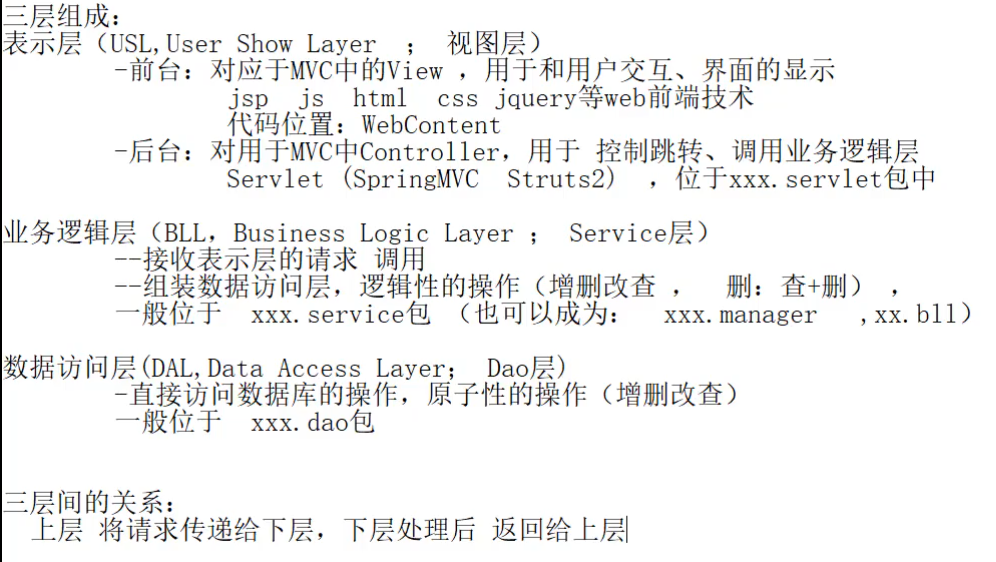 三层组成：
表示层（USL,User Show Layer ； 视图层）
-前台：对应于MVC中的View ，用于和用户交互、界面的显示
jsp js html css jquery等web前端技术
代码位置：WebContent
-后台：对用于MVC中Controller，用于 控制跳转、调用业务逻辑层
Servlet (SpringMVC Struts2) ，位于xxx.servlet包中
业务逻辑层（BLL，Business Logic Layer ； Service层）
--接收表示层的请求 调用
--组装数据访问层，逻辑性的操作（增删改查 ， 删：查+删） ，
一般位于 xxx.service包 （也可以成为： xxx.manager ,xx.bll）
数据访问层(DAL,Data Access Layer； Dao层)
-直接访问数据库的操作，原子性的操作（增删改查）
一般位于 xxx.dao包
三层间的关系：
上层 将请求传递给下层，下层处理后 返回给上层